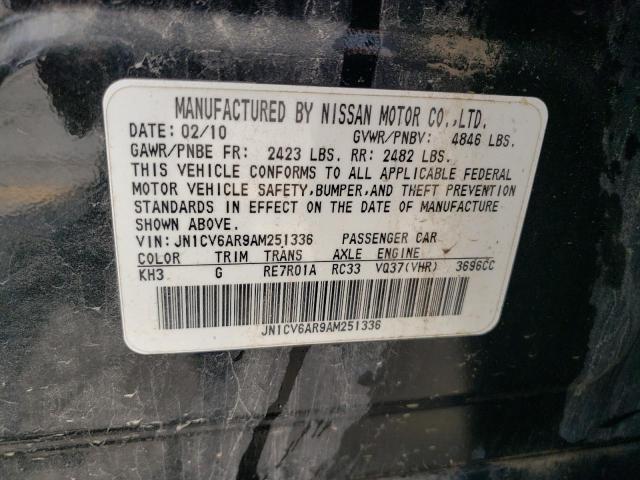 MANUFACTURED BY NISSAN MOTOR CO.,LTD.
DATE: 02/10 GVWR/PNBV: 4846 LBS.
GAWR/PNBE FR: 2423 LBS. RR: 2482 LBS.
THIS VEHICLE CONFORMS TO ALL APPLICABLE FEDERAL
MOTOR VEHICLE SAFETY,BUMPER,AND THEFT PREVENTION
STANDARDS IN EFFECT ON THE DATE OF MANUFACTURE
SHOWN ABOVE.
VIN: JN1CV6AR9AM251336 PASSENGER CAR
COLOR TRIM TRANS AXLE ENGINE
KH3 G RE7R01A RC33 VQ37(VHR) 3696CC
JN1CV6AR9AM251336